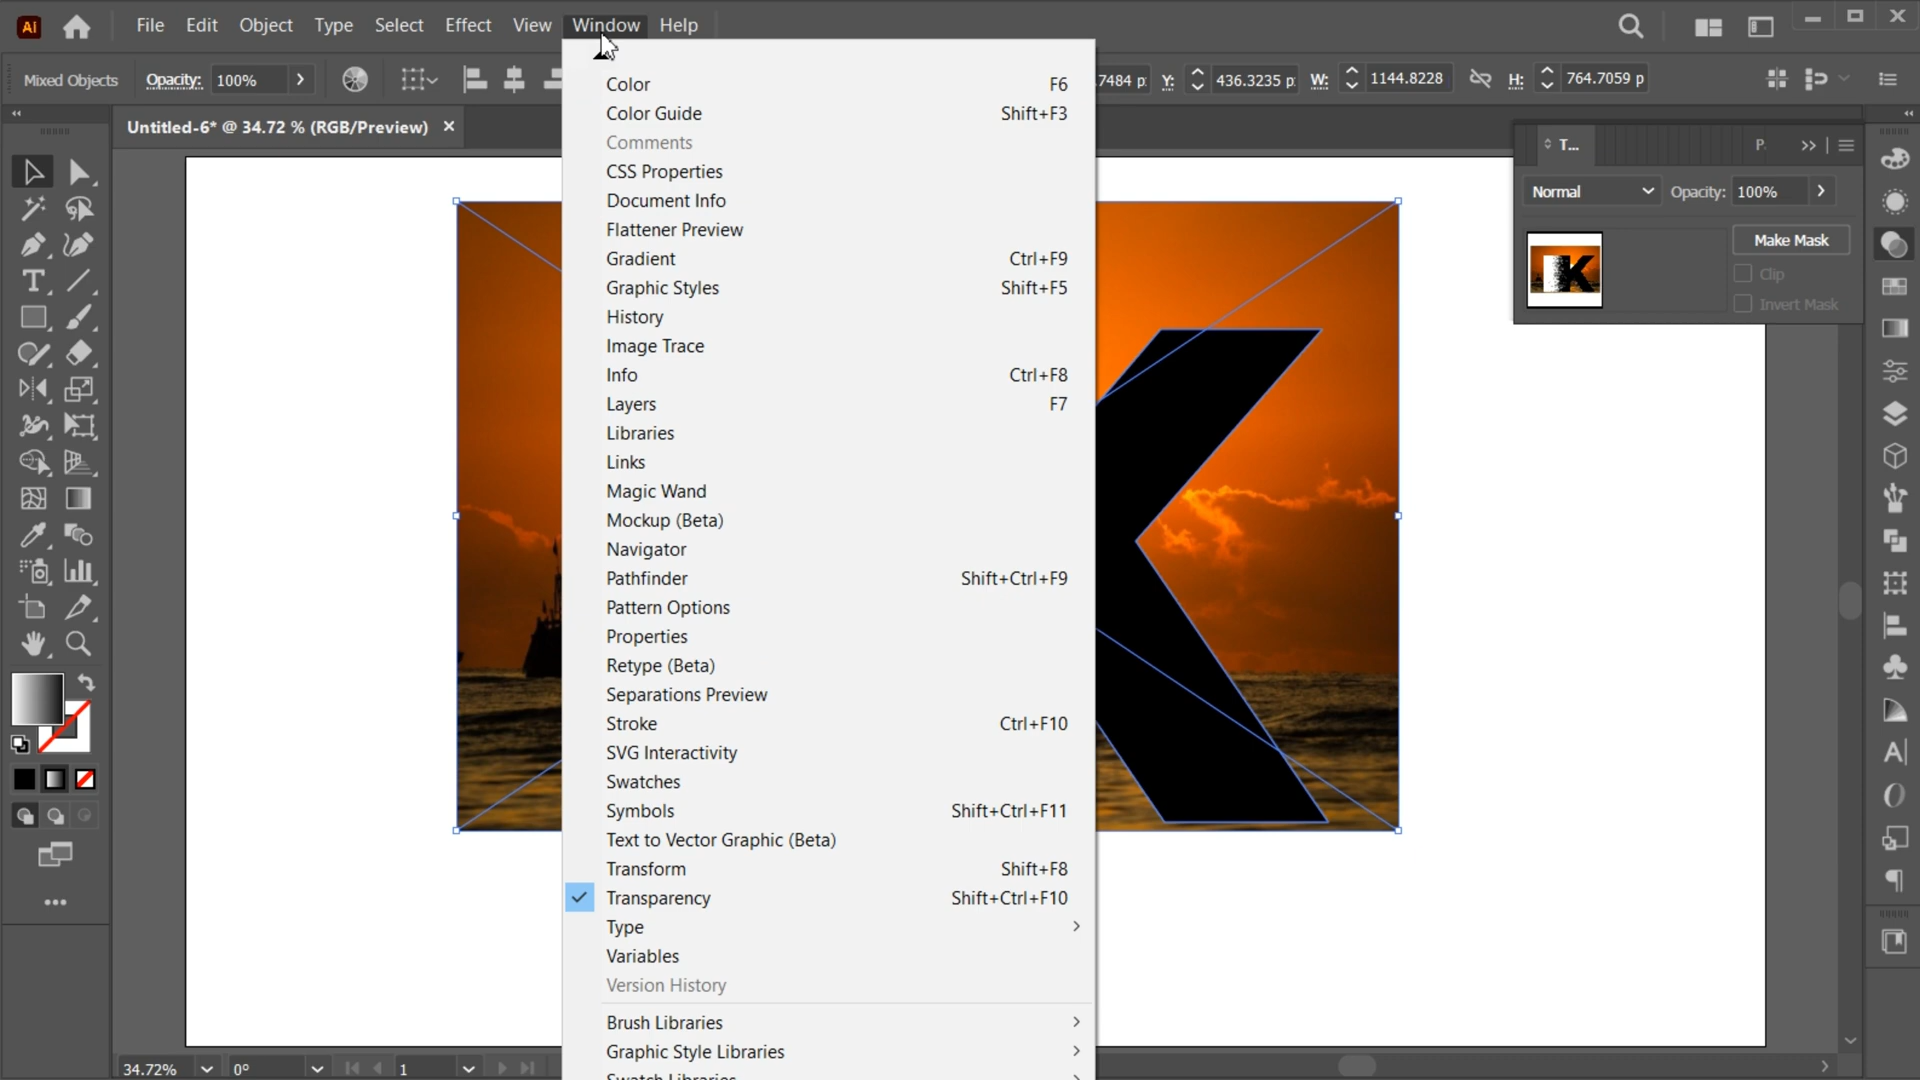 Ai File Edit Object Type Select Effect View Window Help
Mixed Objects Opacity: 100% Y: 436.3235 p W: 1144.8228 H: 764.7059 p
Untitled-6* @ 34.72 % (RGB/Preview) ×
Color F6
Color Guide Shift+F3
Comments
CSS Properties
Document Info
Flattener Preview
Gradient Ctrl+F9
Graphic Styles Shift+F5
History
Image Trace
Info Ctrl+F8
Layers F7
Libraries
Links
Magic Wand
Mockup (Beta)
Navigator
Pathfinder Shift+Ctrl+F9
Pattern Options
Properties
Retype (Beta)
Separations Preview
Stroke Ctrl+F10
SVG Interactivity
Swatches
Symbols Shift+Ctrl+F11
Text to Vector Graphic (Beta)
Transform Shift+F8
Transparency Shift+Ctrl+F10
Type
Variables
Version History
Brush Libraries
Graphic Style Libraries
T...
Normal Opacity: 100%
Make Mask
Clip
Invert Mask
K
34.72% 0° 1